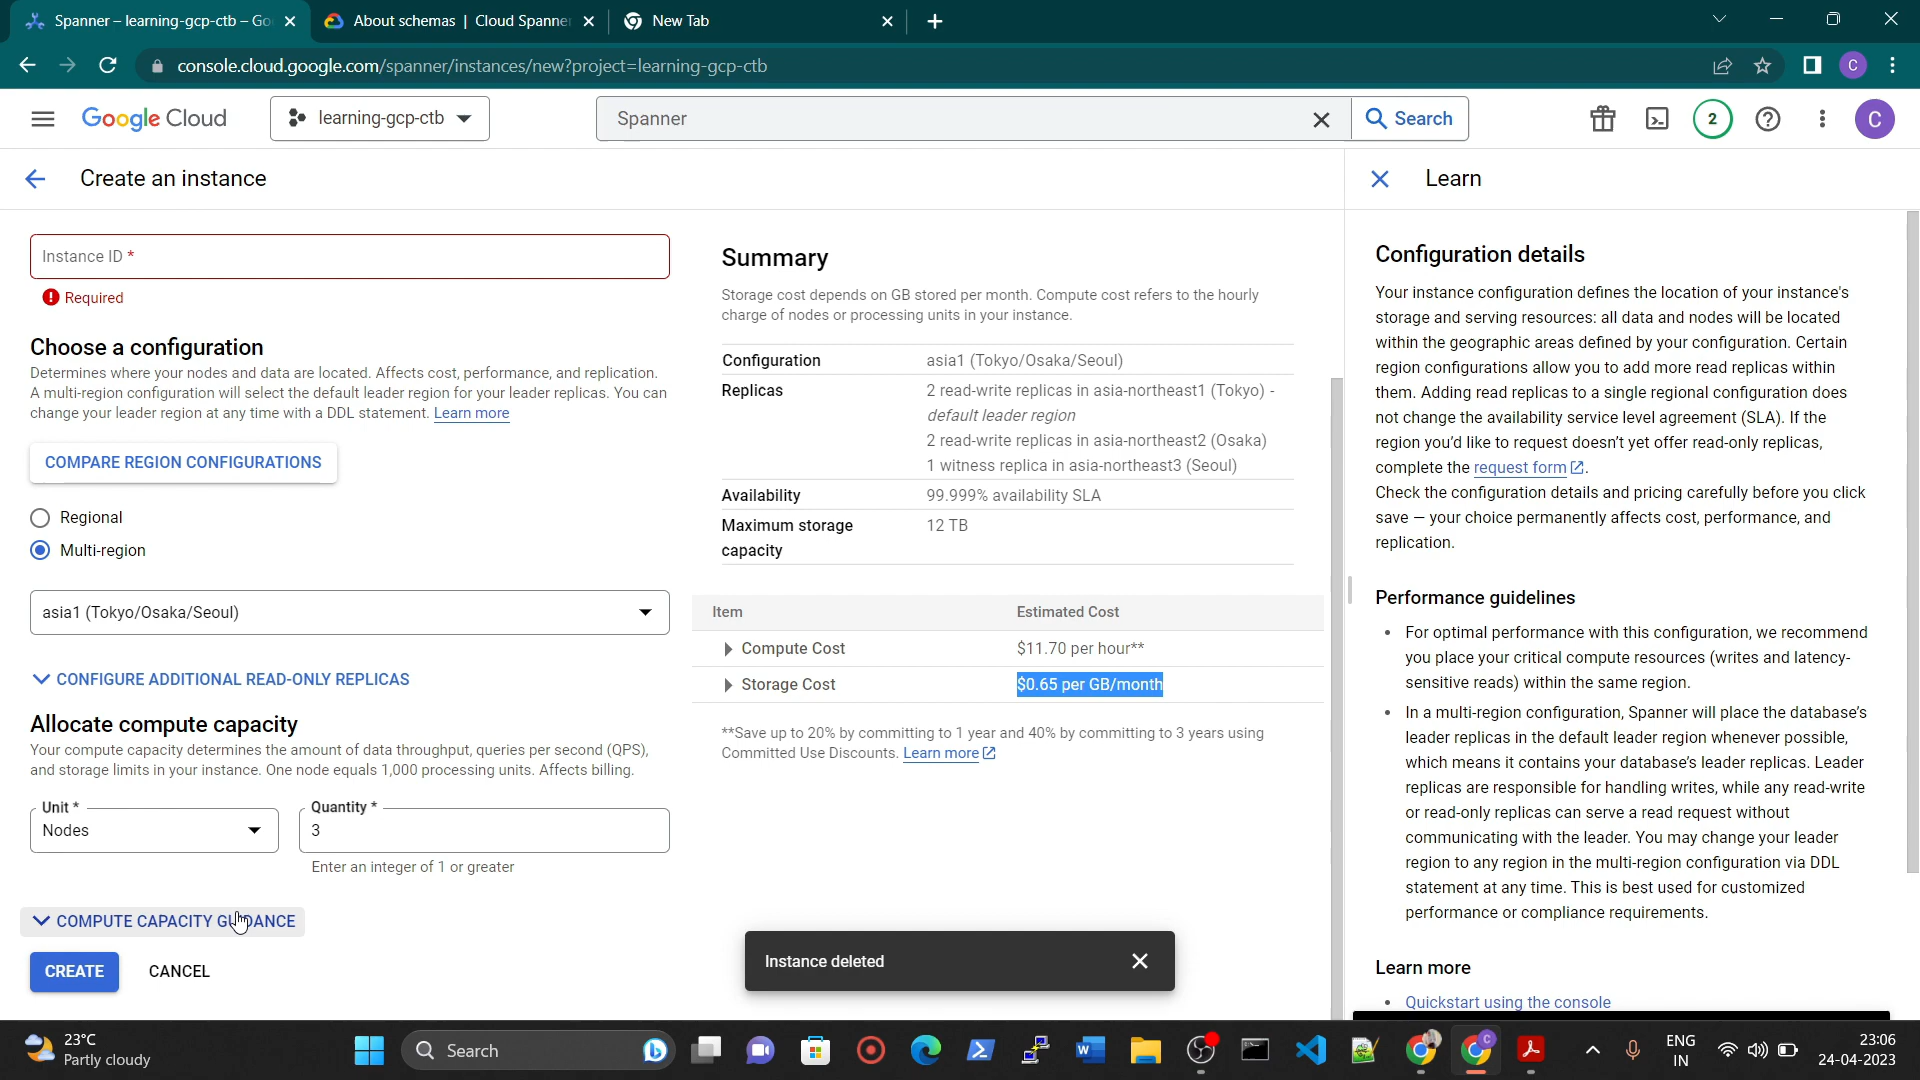 Spanner – learning-gcp-ctb – Go
About schemas | Cloud Spanner
New Tab
console.cloud.google.com/spanner/instances/new?project=learning-gcp-ctb
C
Google Cloud
learning-gcp-ctb
Spanner
Search
2
C
Create an instance
Learn
Instance ID *
Required
Choose a configuration
Determines where your nodes and data are located. Affects cost, performance, and replication.
A multi-region configuration will select the default leader region for your leader replicas. You can
change your leader region at any time with a DDL statement. Learn more
COMPARE REGION CONFIGURATIONS
Regional
Multi-region
asia1 (Tokyo/Osaka/Seoul)
CONFIGURE ADDITIONAL READ-ONLY REPLICAS
Allocate compute capacity
Your compute capacity determines the amount of data throughput, queries per second (QPS),
and storage limits in your instance. One node equals 1,000 processing units. Affects billing.
Unit *
Nodes
Quantity *
3
Enter an integer of 1 or greater
COMPUTE CAPACITY GUIDANCE
CREATE
CANCEL
Summary
Storage cost depends on GB stored per month. Compute cost refers to the hourly
charge of nodes or processing units in your instance.
Configuration asia1 (Tokyo/Osaka/Seoul)
Replicas 2 read-write replicas in asia-northeast1 (Tokyo) -
default leader region
2 read-write replicas in asia-northeast2 (Osaka)
1 witness replica in asia-northeast3 (Seoul)
Availability 99.999% availability SLA
Maximum storage 12 TB
capacity
Item Estimated Cost
Compute Cost $11.70 per hour**
Storage Cost $0.65 per GB/month
**Save up to 20% by committing to 1 year and 40% by committing to 3 years using
Committed Use Discounts. Learn more
Instance deleted
Configuration details
Your instance configuration defines the location of your instance's
storage and serving resources: all data and nodes will be located
within the geographic areas defined by your configuration. Certain
region configurations allow you to add more read replicas within
them. Adding read replicas to a single regional configuration does
not change the availability service level agreement (SLA). If the
region you'd like to request doesn't yet offer read-only replicas,
complete the request form.
Check the configuration details and pricing carefully before you click
save — your choice permanently affects cost, performance, and
replication.
Performance guidelines
• For optimal performance with this configuration, we recommend
you place your critical compute resources (writes and latency-
sensitive reads) within the same region.
• In a multi-region configuration, Spanner will place the database's
leader replicas in the default leader region whenever possible,
which means it contains your database's leader replicas. Leader
replicas are responsible for handling writes, while any read-write
or read-only replicas can serve a read request without
communicating with the leader. You may change your leader
region to any region in the multi-region configuration via DDL
statement at any time. This is best used for customized
performance or compliance requirements.
Learn more
• Quickstart using the console
23°C
Partly cloudy
Search
ENG
IN
23:06
24-04-2023